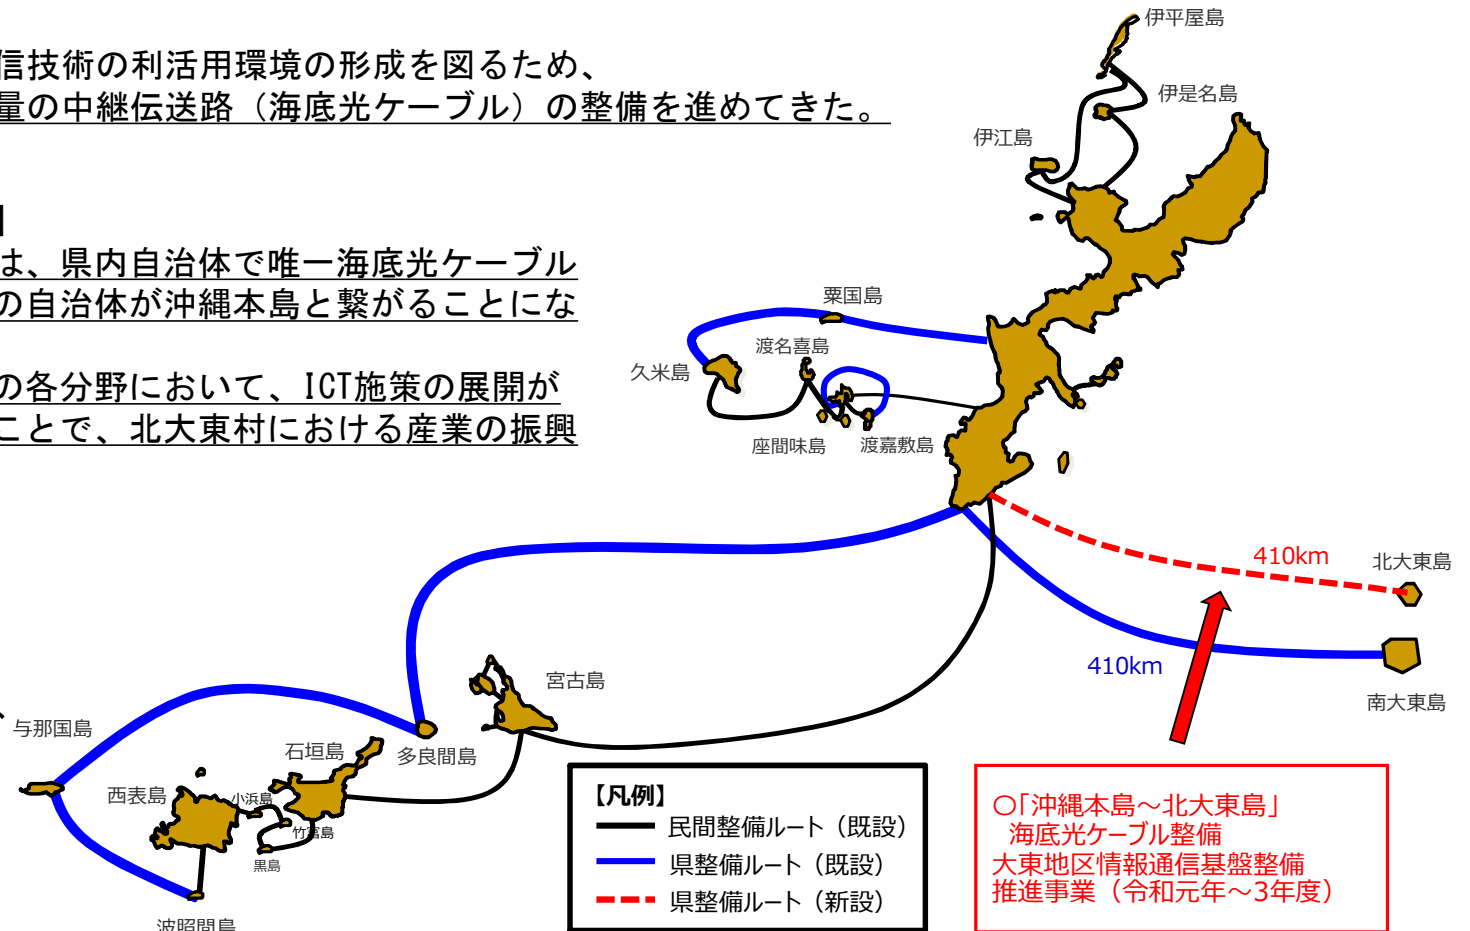 信技術の利活用環境の形成を図るため、
量の中継伝送路（海底光ケーブル）の整備を進めてきた。
は、県内自治体で唯一海底光ケーブル
の自治体が沖縄本島と繋がることにな
の各分野において、ICT施策の展開が
ことで、北大東村における産業の振興
伊平屋島
伊是名島
伊江島
粟国島
渡名喜島
久米島
座間味島
渡嘉敷島
410km
北大東島
410km
南大東島
宮古島
与那国島
石垣島
多良間島
西表島
小浜島
竹富島
黒島
波照間島
【凡例】
民間整備ルート（既設）
県整備ルート（既設）
県整備ルート（新設）
〇「沖縄本島～北大東島」
海底光ケーブル整備
大東地区情報通信基盤整備
推進事業（令和元年～3年度）